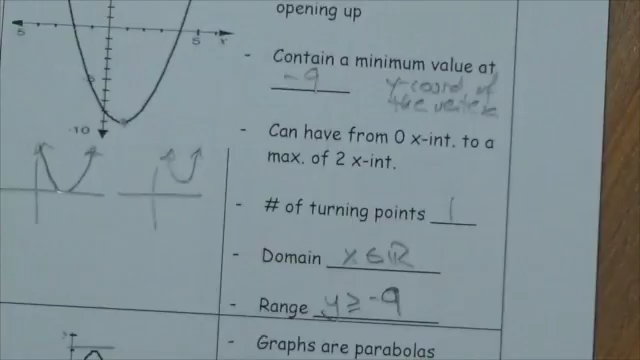 opening up
5
5
x
- Contain a minimum value at
-9
y-coord of
the vertex
-10
- Can have from 0 x-int. to a
max. of 2 x-int.
- # of turning points 1
- Domain x∈ℝ
- Range y ≥ -9
- Graphs are parabolas